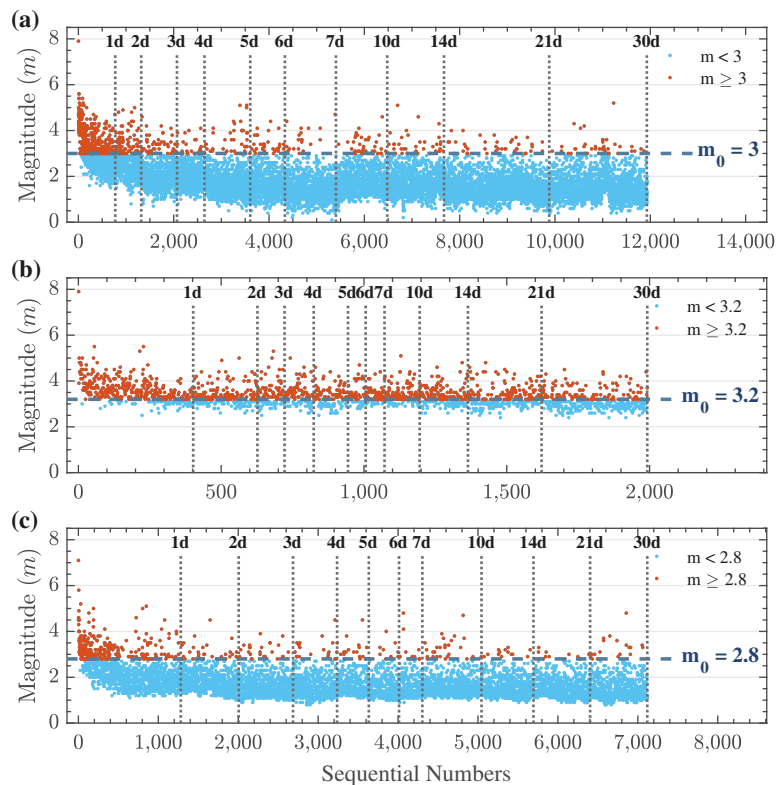 (a)
1d 2d 3d 4d 5d 6d 7d 10d 14d 21d 30d
8
6
4
2
0
Magnitude (m)
m < 3
m ≥ 3
m0 = 3
0 2,000 4,000 6,000 8,000 10,000 12,000 14,000
(b)
1d 2d 3d 4d 5d 6d 7d 10d 14d 21d 30d
8
6
4
2
0
Magnitude (m)
m < 3.2
m ≥ 3.2
m0 = 3.2
0 500 1,000 1,500 2,000
(c)
1d 2d 3d 4d 5d 6d 7d 10d 14d 21d 30d
8
6
4
2
0
Magnitude (m)
m < 2.8
m ≥ 2.8
m0 = 2.8
0 1,000 2,000 3,000 4,000 5,000 6,000 7,000 8,000
Sequential Numbers